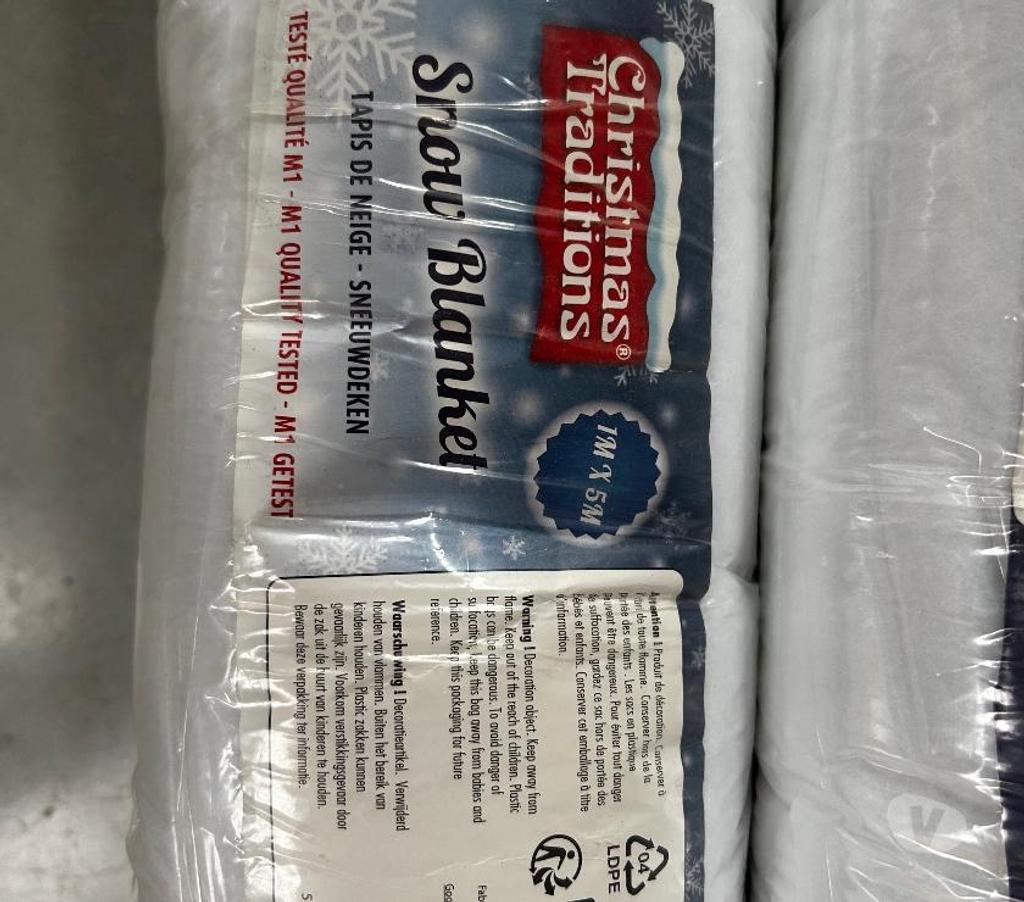 Christmas
Traditions®
1M X 5M
Snow Blanket
TAPIS DE NEIGE - SNEEUWDEKEN
TESTÉ QUALITÉ M1 - M1 QUALITY TESTED - M1 GETEST
Attention ! Produit de décoration. Conserver à
l'abri de toute flamme. Conserver hors de la
portée des enfants. Les sacs en plastique
peuvent être dangereux. Pour éviter tout danger
de suffocation, gardez ce sac hors de portée des
bébés et enfants. Conserver cet emballage à titre
d'information.
Warning ! Decoration object. Keep away from
flame. Keep out of the reach of children. Plastic
bags can be dangerous. To avoid danger of
suffocation, keep this bag away from babies and
children. Keep this packaging for future
reference.
Waarschuwing ! Decoratieartikel. Verwijderd
houden van vlammen. Buiten het bereik van
kinderen houden. Plastic zakken kunnen
gevaarlijk zijn. Voorkom verstikkingsgevaar door
de zak uit de buurt van kinderen te houden.
Bewaar deze verpakking ter informatie.
04
LDPE
Fab
Goo
S
V